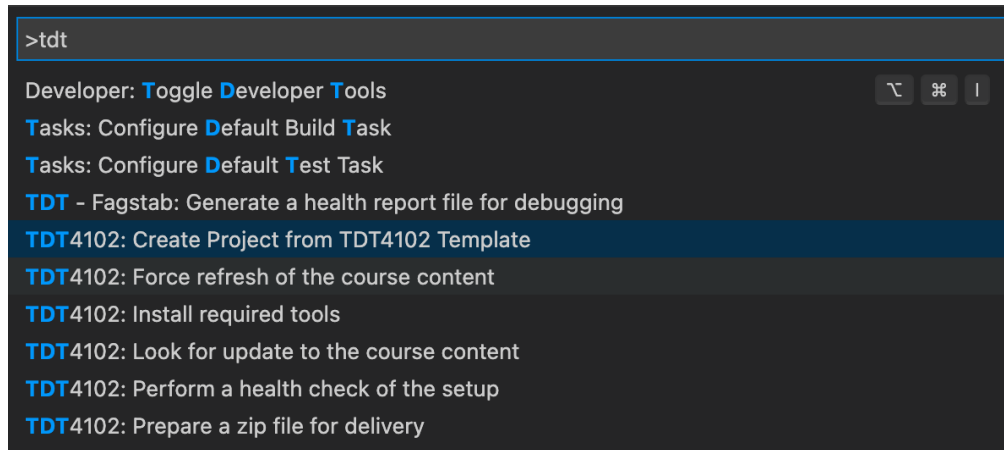 >tdt
Developer: Toggle Developer Tools ⌥ ⌘ I
Tasks: Configure Default Build Task
Tasks: Configure Default Test Task
TDT - Fagstab: Generate a health report file for debugging
TDT4102: Create Project from TDT4102 Template
TDT4102: Force refresh of the course content
TDT4102: Install required tools
TDT4102: Look for update to the course content
TDT4102: Perform a health check of the setup
TDT4102: Prepare a zip file for delivery